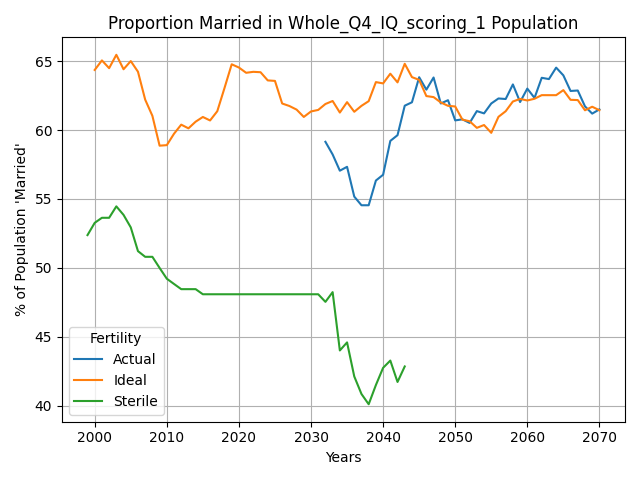 Proportion Married in Whole_Q4_IQ_scoring_1 Population
% of Population 'Married'
65
60
55
50
45
40
Fertility
Actual
Ideal
Sterile
2000 2010 2020 2030 2040 2050 2060 2070
Years